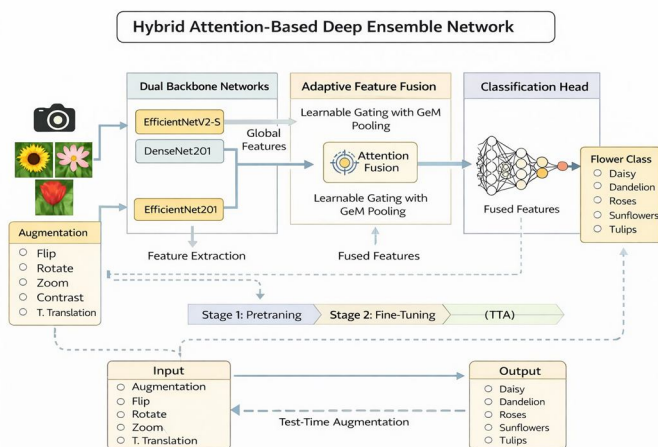 Hybrid Attention-Based Deep Ensemble Network
Dual Backbone Networks
EfficientNetV2-S
DenseNet201
EfficientNet201
Global
Features
Feature Extraction
Adaptive Feature Fusion
Learnable Gating with GeM
Pooling
Attention
Fusion
Learnable Gating with
GeM Pooling
Fused Features
Classification Head
Fused Features
Flower Class
Daisy
Dandelion
Roses
Sunflowers
Tulips
Augmentation
Flip
Rotate
Zoom
Contrast
T. Translation
Stage 1: Pretraning
Stage 2: Fine-Tuning
(TTA)
Input
Augmentation
Flip
Rotate
Zoom
T. Translation
Test-Time Augmentation
Output
Daisy
Dandelion
Roses
Sunflowers
Tulips